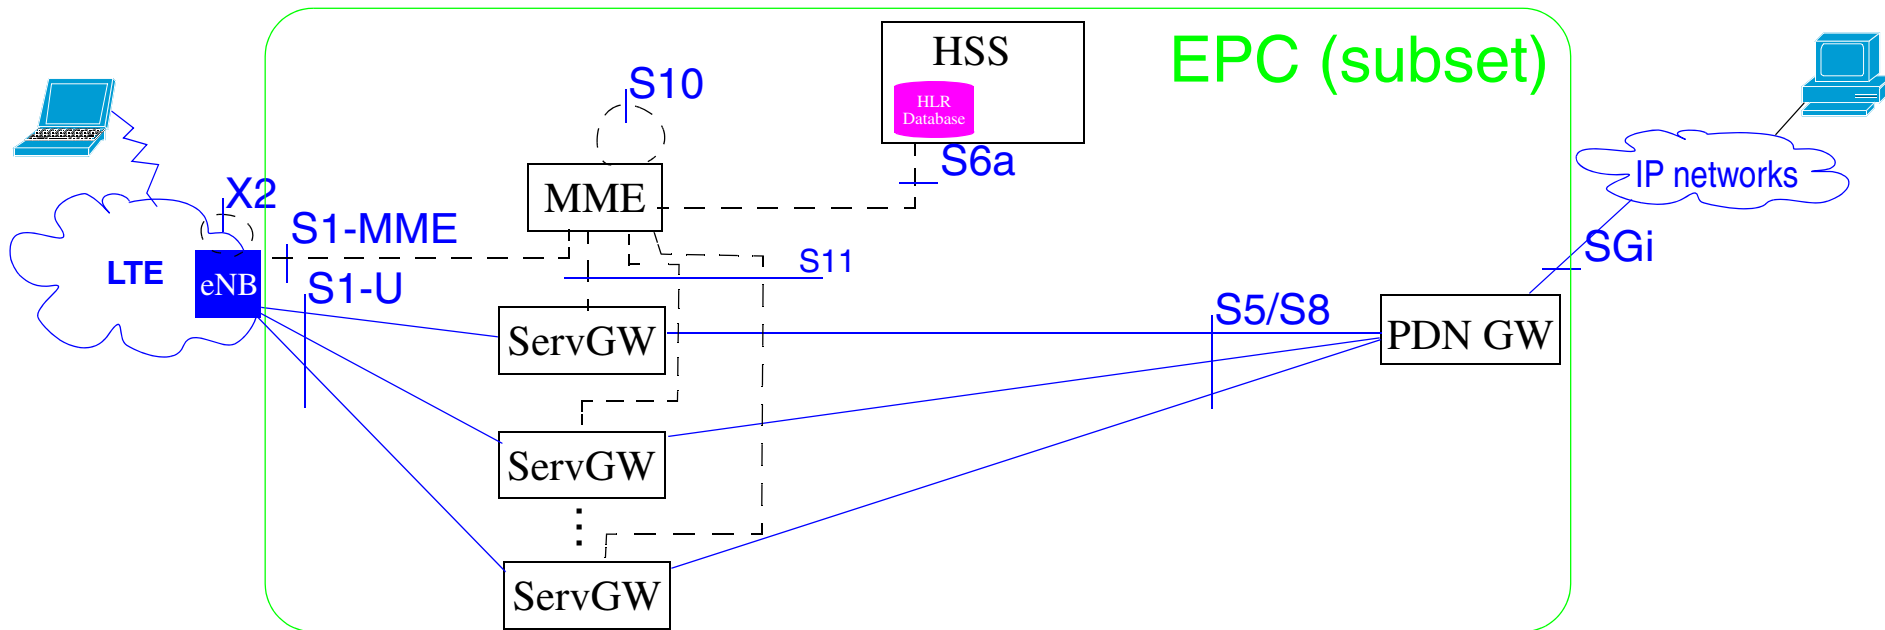 HSS
EPC (subset)
HLR
Database
S10
S6a
IP networks
MME
X2
S1-MME
SGi
LTE
eNB
S11
S1-U
S5/S8
ServGW
PDN GW
ServGW
ServGW